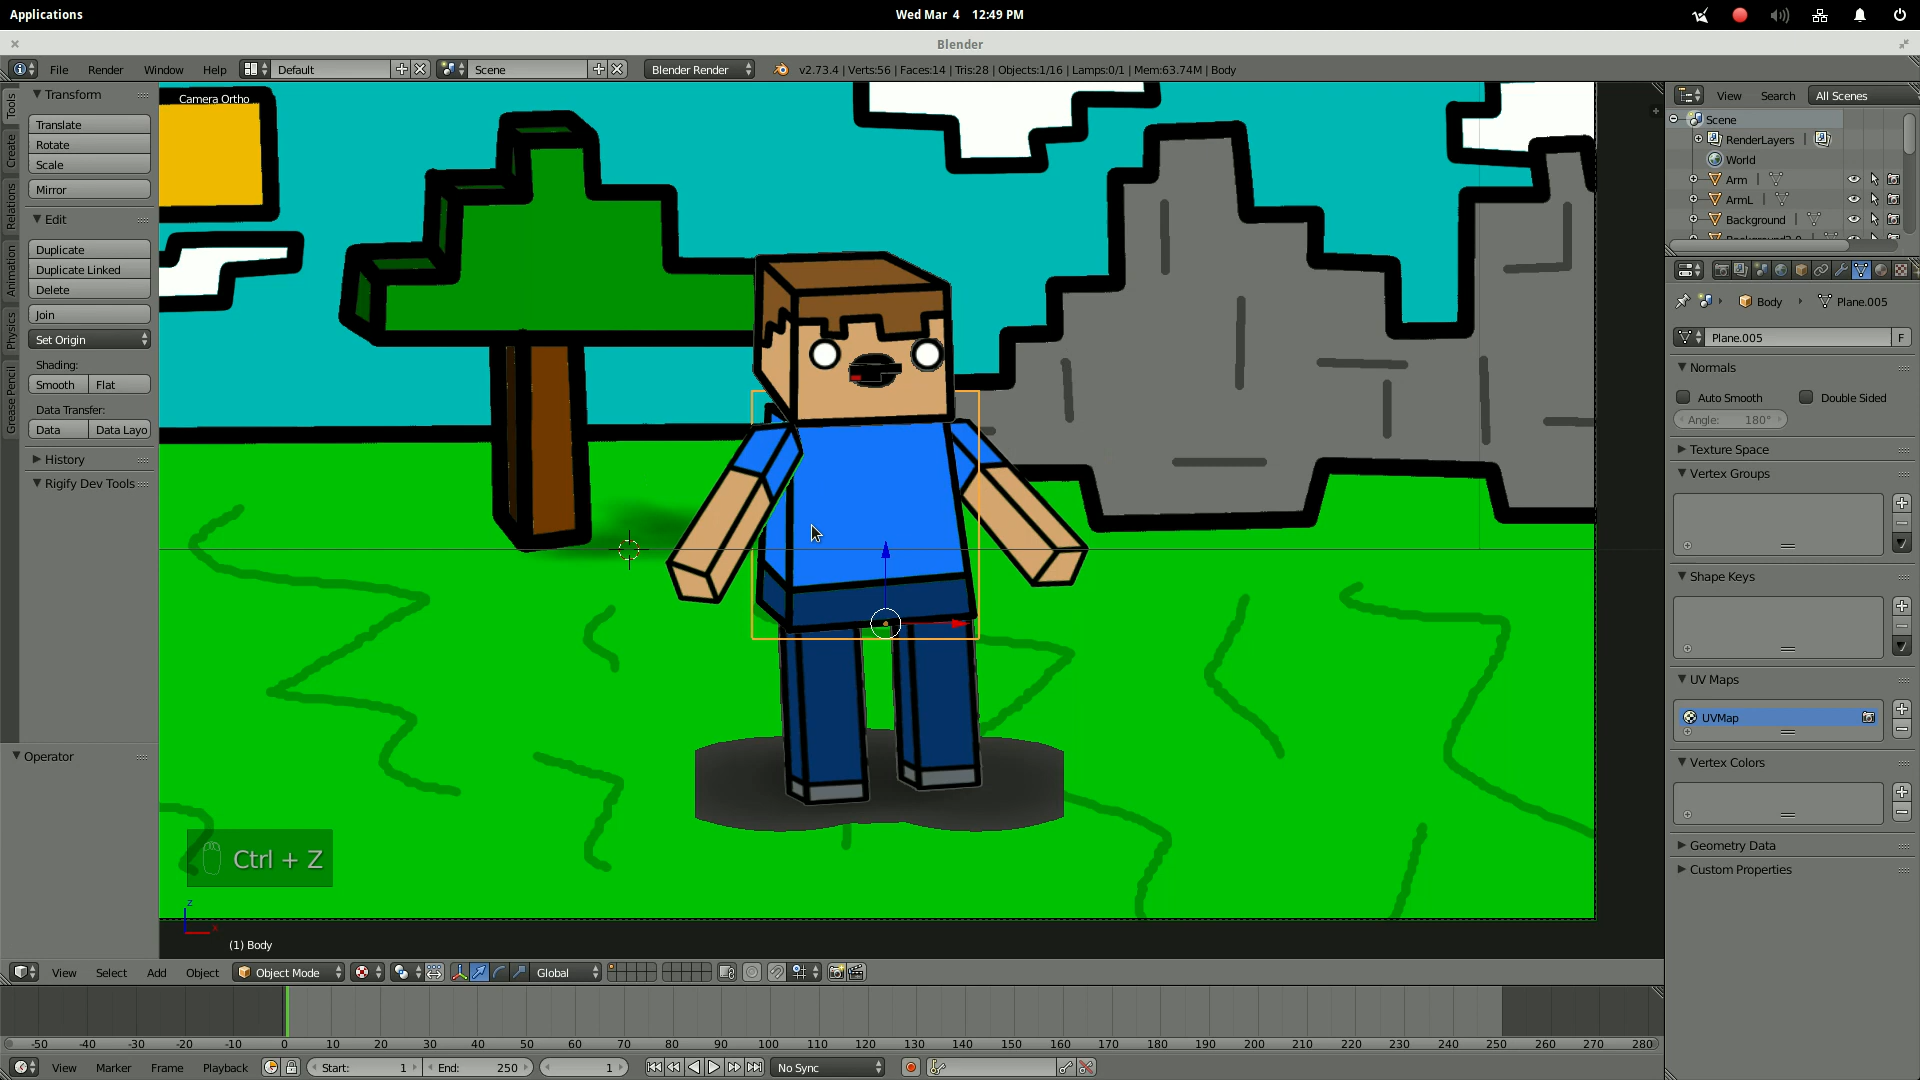 Applications
Wed Mar 4 12:49 PM
Blender
File Render Window Help Default Scene Blender Render v2.73.4 | Verts:56 | Faces:14 | Tris:28 | Objects:1/16 | Lamps:0/1 | Mem:63.74M | Body
Tools
Create
Relations
Animation
Physics
Grease Pencil
Transform
Translate
Rotate
Scale
Mirror
Edit
Duplicate
Duplicate Linked
Delete
Join
Set Origin
Shading:
Smooth Flat
Data Transfer:
Data Data Layo
History
Rigify Dev Tools
Operator
Camera Ortho
Ctrl + Z
z
x
(1) Body
View Search All Scenes
Scene
RenderLayers
World
Arm
ArmL
Background
Body Plane.005
Plane.005 F
Normals
Auto Smooth Double Sided
Angle: 180°
Texture Space
Vertex Groups
Shape Keys
UV Maps
UVMap
Vertex Colors
Geometry Data
Custom Properties
View Select Add Object Object Mode Global
-50 -40 -30 -20 -10 0 10 20 30 40 50 60 70 80 90 100 110 120 130 140 150 160 170 180 190 200 210 220 230 240 250 260 270 280
View Marker Frame Playback Start: 1 End: 250 1 No Sync